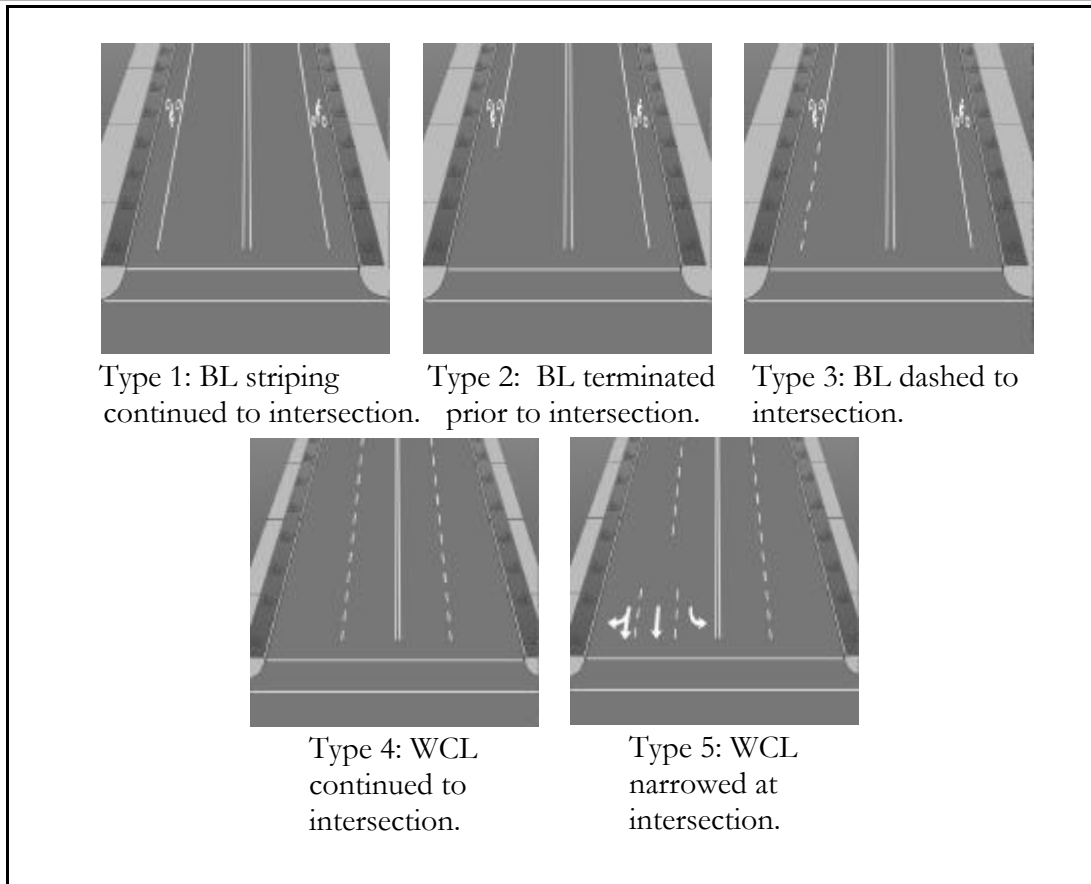 Type 1: BL striping
continued to intersection.
Type 2: BL terminated
prior to intersection.
Type 3: BL dashed to
intersection.
Type 4: WCL
continued to
intersection.
Type 5: WCL
narrowed at
intersection.